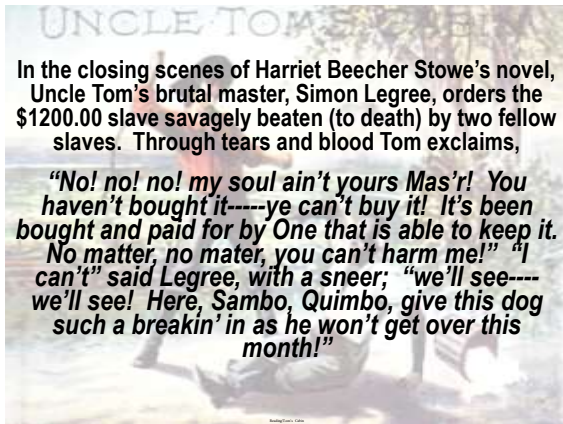 UNCLE TOM'S CABIN
In the closing scenes of Harriet Beecher Stowe’s novel,
Uncle Tom’s brutal master, Simon Legree, orders the
$1200.00 slave savagely beaten (to death) by two fellow
slaves.  Through tears and blood Tom exclaims,
“No! no! no! my soul ain’t yours Mas’r!  You
haven’t bought it-----ye can’t buy it!  It’s been
bought and paid for by One that is able to keep it.
No matter, no mater, you can’t harm me!”  “I
can’t” said Legree, with a sneer;  “we’ll see----
we’ll see!  Here, Sambo, Quimbo, give this dog
such a breakin’ in as he won’t get over this
month!”